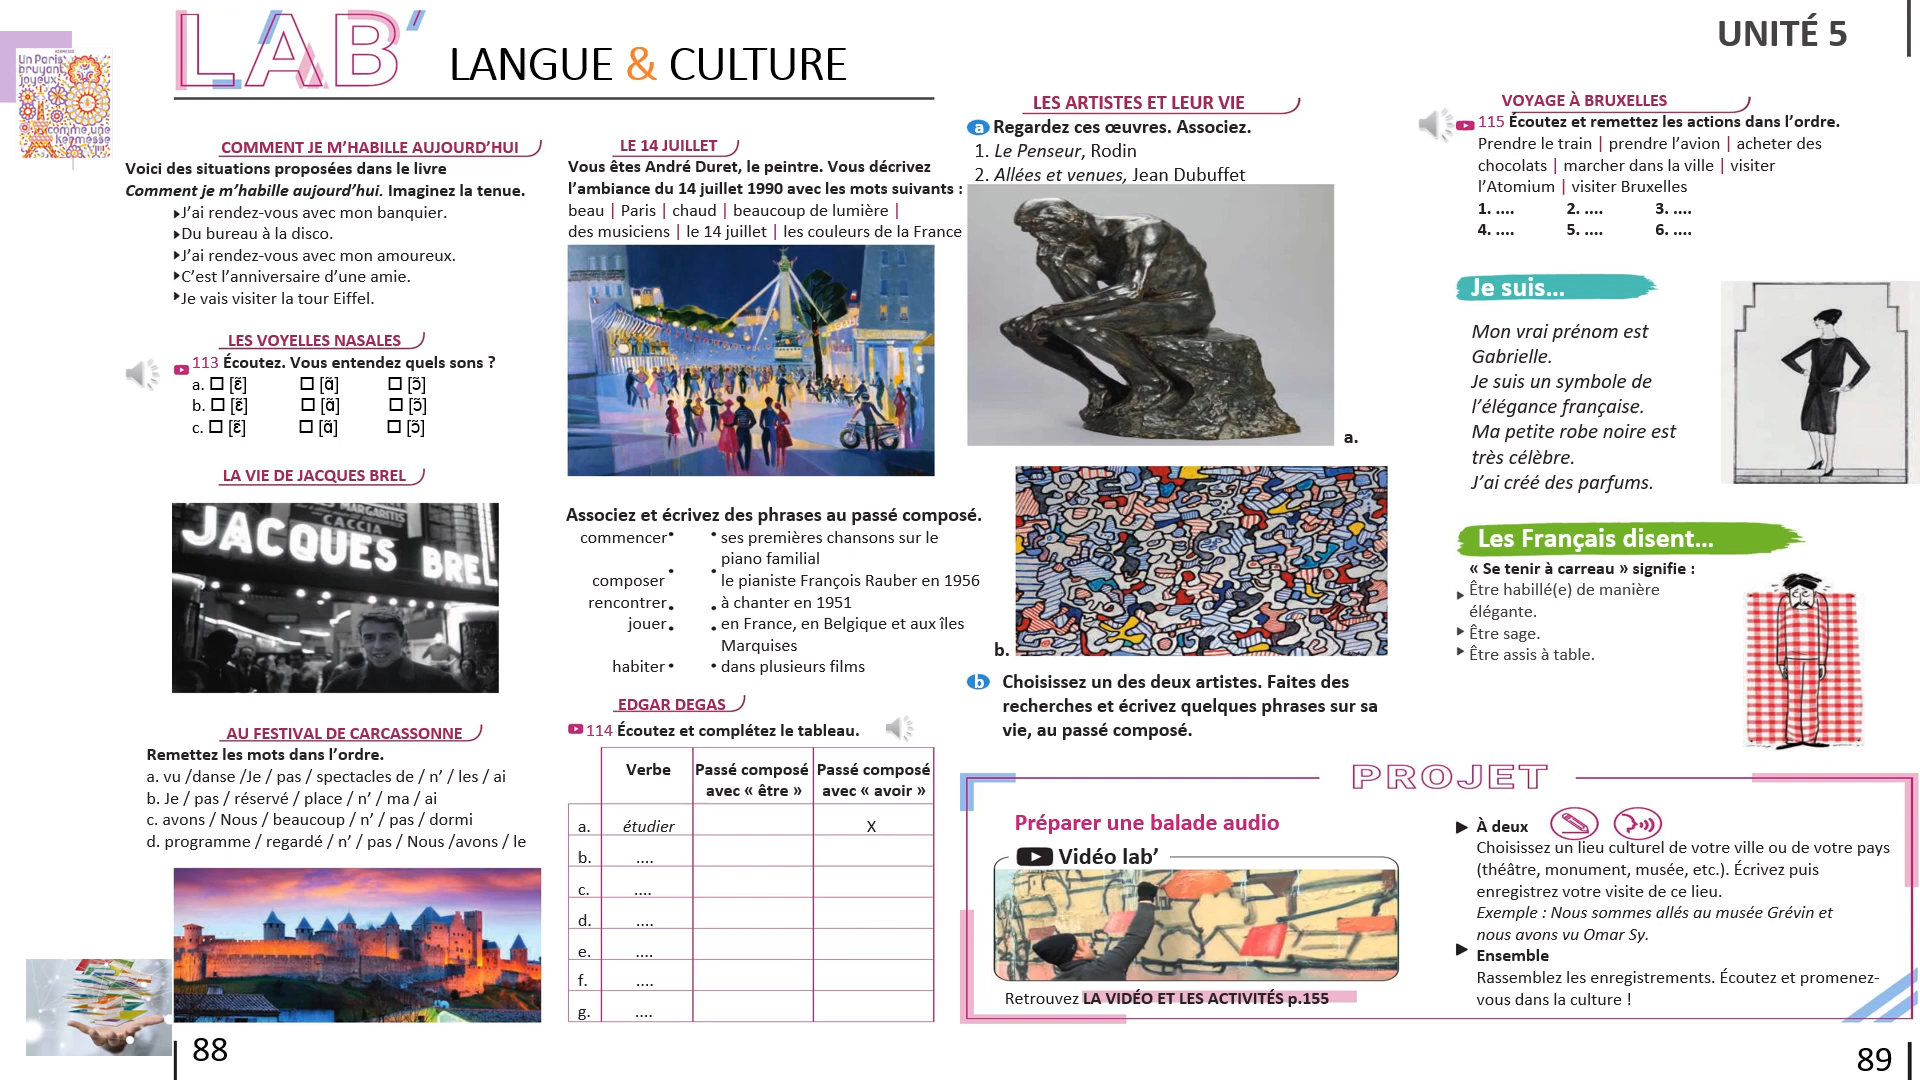 LAB'
LANGUE & CULTURE
UNITÉ 5
Un Paris
bruyant,
joyeux,
comme une
kermesse
COMMENT JE M'HABILLE AUJOURD'HUI
Voici des situations proposées dans le livre
Comment je m'habille aujourd'hui. Imaginez la tenue.
J'ai rendez-vous avec mon banquier.
Du bureau à la disco.
J'ai rendez-vous avec mon amoureux.
C'est l'anniversaire d'une amie.
Je vais visiter la tour Eiffel.
LES VOYELLES NASALES
113 Écoutez. Vous entendez quels sons ?
a. □ [ɛ̃] □ [ɑ̃] □ [ɔ̃]
b. □ [ɛ̃] □ [ɑ̃] □ [ɔ̃]
c. □ [ɛ̃] □ [ɑ̃] □ [ɔ̃]
LA VIE DE JACQUES BREL
MARGARITIS
CACCIA
JACQUES BREL
AU FESTIVAL DE CARCASSONNE
Remettez les mots dans l'ordre.
a. vu /danse /Je / pas / spectacles de / n' / les / ai
b. Je / pas / réservé / place / n' / ma / ai
c. avons / Nous / beaucoup / n' / pas / dormi
d. programme / regardé / n' / pas / Nous /avons / le
88
LE 14 JUILLET
Vous êtes André Duret, le peintre. Vous décrivez
l'ambiance du 14 juillet 1990 avec les mots suivants :
beau | Paris | chaud | beaucoup de lumière |
des musiciens | le 14 juillet | les couleurs de la France
Associez et écrivez des phrases au passé composé.
commencer • • ses premières chansons sur le
piano familial
composer • • le pianiste François Rauber en 1956
rencontrer • • à chanter en 1951
jouer • • en France, en Belgique et aux îles
Marquises
habiter • • dans plusieurs films
EDGAR DEGAS
114 Écoutez et complétez le tableau.
Verbe Passé composé Passé composé
avec « être » avec « avoir »
a. étudier X
b. ....
c. ....
d. ....
e. ....
f. ....
g. ....
LES ARTISTES ET LEUR VIE
a Regardez ces œuvres. Associez.
1. Le Penseur, Rodin
2. Allées et venues, Jean Dubuffet
a.
b.
b Choisissez un des deux artistes. Faites des
recherches et écrivez quelques phrases sur sa
vie, au passé composé.
VOYAGE À BRUXELLES
115 Écoutez et remettez les actions dans l'ordre.
Prendre le train | prendre l'avion | acheter des
chocolats | marcher dans la ville | visiter
l'Atomium | visiter Bruxelles
1. .... 2. .... 3. ....
4. .... 5. .... 6. ....
Je suis...
Mon vrai prénom est
Gabrielle.
Je suis un symbole de
l'élégance française.
Ma petite robe noire est
très célèbre.
J'ai créé des parfums.
Les Français disent...
« Se tenir à carreau » signifie :
Être habillé(e) de manière
élégante.
Être sage.
Être assis à table.
PROJET
Préparer une balade audio
Vidéo lab'
Retrouvez LA VIDÉO ET LES ACTIVITÉS p.155
À deux
Choisissez un lieu culturel de votre ville ou de votre pays
(théâtre, monument, musée, etc.). Écrivez puis
enregistrez votre visite de ce lieu.
Exemple : Nous sommes allés au musée Grévin et
nous avons vu Omar Sy.
Ensemble
Rassemblez les enregistrements. Écoutez et promenez-
vous dans la culture !
89